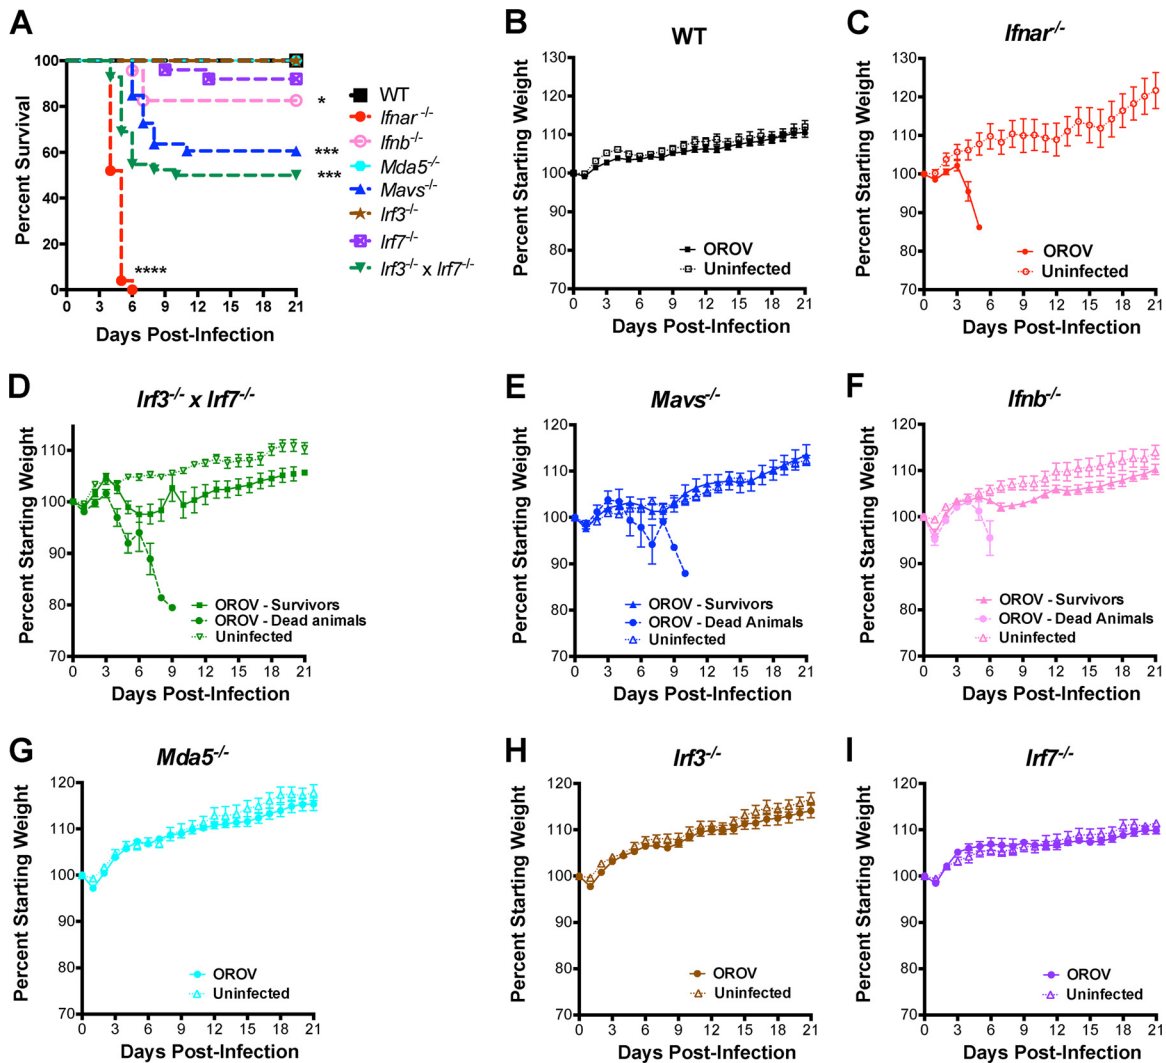 A
Percent Survival
100
80
60
40
20
0
0 3 6 9 12 15 18 21
Days Post-Infection
*
***
***
****
WT
Ifnar -/-
Ifnb-/-
Mda5-/-
Mavs-/-
Irf3-/-
Irf7-/-
Irf3-/- x Irf7-/-
B
WT
Percent Starting Weight
130
120
110
100
90
80
70
0 3 6 9 12 15 18 21
Days Post-Infection
OROV
Uninfected
C
Ifnar-/-
Percent Starting Weight
130
120
110
100
90
80
70
0 3 6 9 12 15 18 21
Days Post-Infection
OROV
Uninfected
D
Irf3-/- x Irf7-/-
Percent Starting Weight
110
100
90
80
70
0 3 6 9 12 15 18 21
Days Post-Infection
OROV - Survivors
OROV - Dead animals
Uninfected
E
Mavs-/-
Percent Starting Weight
120
110
100
90
80
70
0 3 6 9 12 15 18 21
Days Post-Infection
OROV - Survivors
OROV - Dead Animals
Uninfected
F
Ifnb-/-
Percent Starting Weight
120
110
100
90
80
70
0 3 6 9 12 15 18 21
Days Post-Infection
OROV - Survivors
OROV - Dead Animals
Uninfected
G
Mda5-/-
Percent Starting Weight
120
110
100
90
80
70
0 3 6 9 12 15 18 21
Days Post-Infection
OROV
Uninfected
H
Irf3-/-
Percent Starting Weight
120
110
100
90
80
70
0 3 6 9 12 15 18 21
Days Post-Infection
OROV
Uninfected
I
Irf7-/-
Percent Starting Weight
120
110
100
90
80
70
0 3 6 9 12 15 18 21
Days Post-Infection
OROV
Uninfected